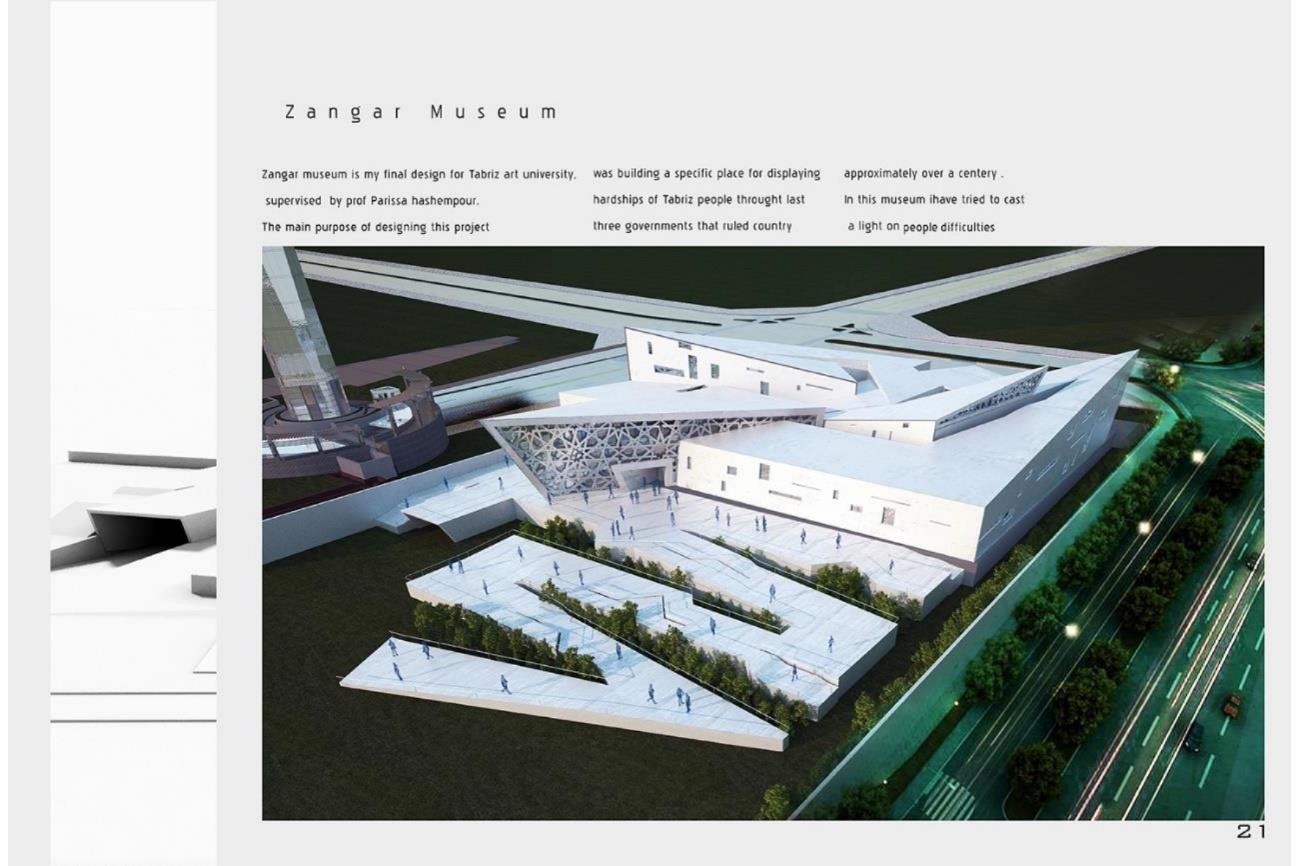 Zangar Museum
Zangar museum is my final design for Tabriz art university,
supervised by prof Parissa hashempour.
The main purpose of designing this project
was building a specific place for displaying
hardships of Tabriz people throught last
three governments that ruled country
approximately over a centery .
In this museum ihave tried to cast
a light on people difficulties
21